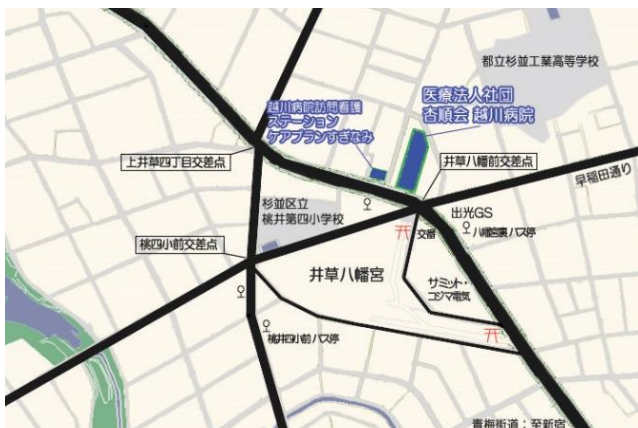 都立杉並工業高等学校
医療法人社団
杏順会 越川病院
越川病院訪問看護
ステーション
ケアプランすぎなみ
上井草四丁目交差点
井草八幡前交差点
早稲田通り
杉並区立
桃井第四小学校
出光GS
交番
八幡宮裏バス停
桃四小前交差点
井草八幡宮
サミット・
コジマ電気
桃井四小前バス停
青梅街道:至新宿